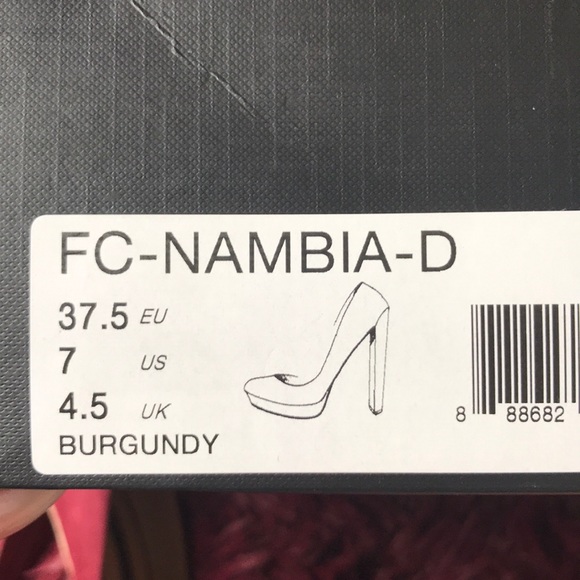 FC-NAMBIA-D
37.5 EU
7 US
4.5 UK
BURGUNDY
8 88682